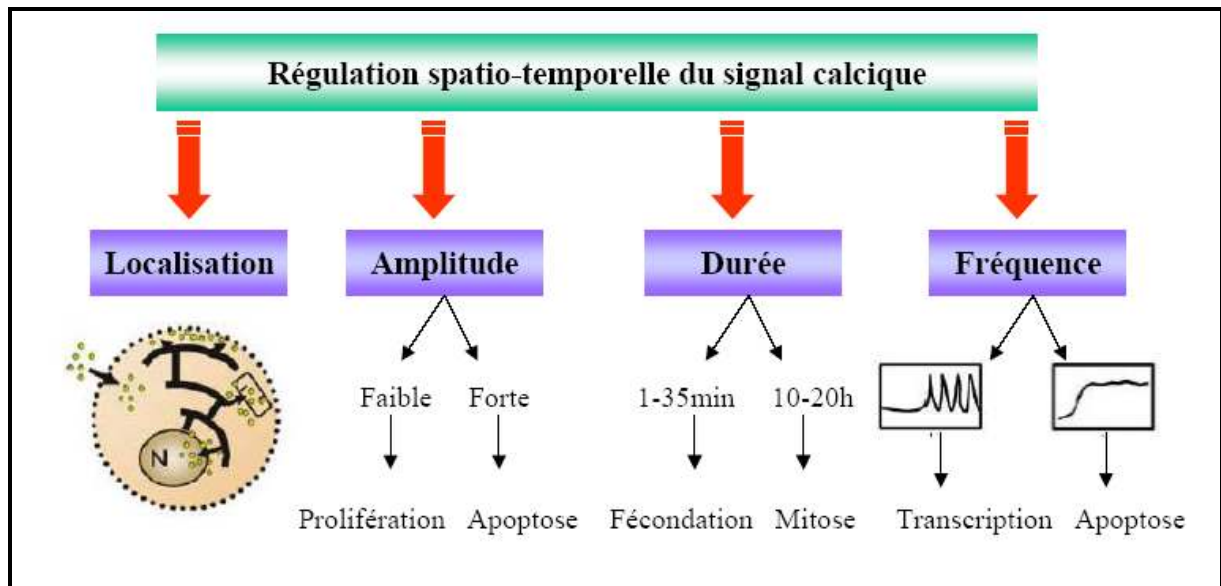 Régulation spatio-temporelle du signal calcique
Localisation Amplitude Durée Fréquence
Faible Forte 1-35min 10-20h
N
Prolifération Apoptose Fécondation Mitose Transcription Apoptose